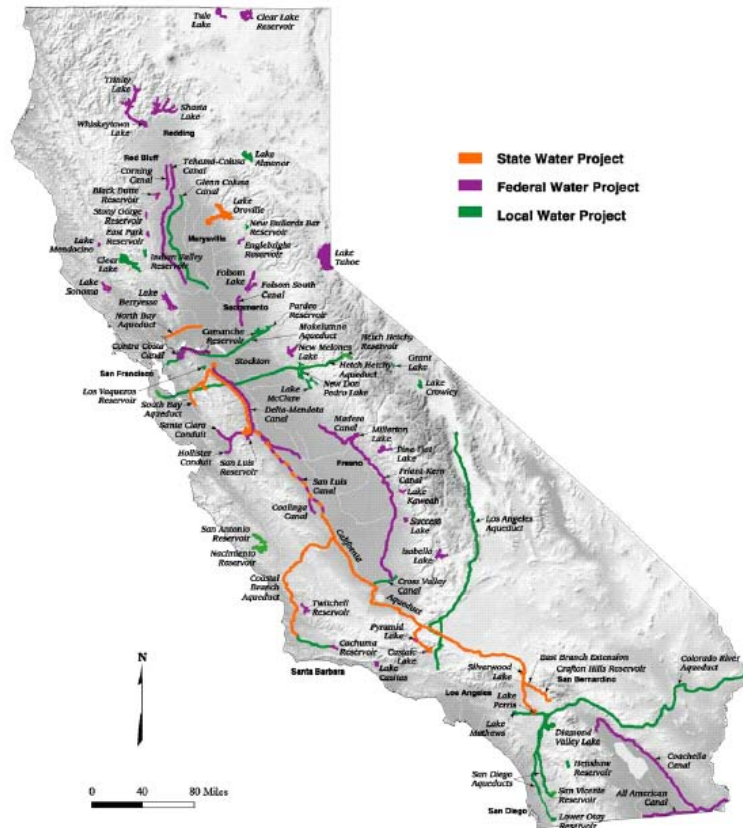 Tule
Lake
Clear Lake
Reservoir
Trinity
Lake
Shasta
Lake
Whiskeytown
Lake
Redding
State Water Project
Federal Water Project
Local Water Project
Red Bluff
Tehama-Colusa
Canal
Corning
Canal
Lake
Almanor
Glenn Colusa
Canal
Black Butte
Reservoir
Lake
Oroville
Stony Gorge
Reservoir
New Bullards Bar
Reservoir
East Park
Reservoir
Marysville
Lake
Mendocino
Englebright
Reservoir
Indian Valley
Reservoir
Clear
Lake
Lake
Tahoe
Lake
Sonoma
Lake
Berryessa
Folsom
Lake
Folsom South
Canal
Sacramento
North Bay
Aqueduct
Pardee
Reservoir
Camanche
Reservoir
Mokelumne
Aqueduct
Hetch Hetchy
Reservoir
Contra Costa
Canal
New Melones
Lake
Grant
Lake
San Francisco
Stockton
Hetch Hetchy
Aqueduct
Lake
Crowley
Los Vaqueros
Reservoir
Lake
McClure
New Don
Pedro Lake
South Bay
Aqueduct
Delta-Mendota
Canal
Santa Clara
Conduit
Madera
Canal
Millerton
Lake
Hollister
Conduit
San Luis
Reservoir
Pine Flat
Lake
Fresno
Friant-Kern
Canal
San Luis
Canal
Lake
Kaweah
Coalinga
Canal
Success
Lake
Los Angeles
Aqueduct
San Antonio
Reservoir
Nacimiento
Reservoir
California
Isabella
Lake
Coastal
Branch
Aqueduct
Cross Valley
Canal
Aqueduct
Twitchell
Reservoir
Pyramid
Lake
Cachuma
Reservoir
Castaic
Lake
Santa Barbara
Lake
Casitas
Silverwood
Lake
East Branch Extension
Crafton Hills Reservoir
San Bernardino
Colorado River
Aqueduct
Los Angeles
Lake
Perris
Lake
Mathews
Diamond
Valley Lake
Coachella
Canal
Henshaw
Reservoir
San Diego
Aqueducts
San Vicente
Reservoir
All American
Canal
San Diego
Lower Otay
Reservoir
N
0 40 80 Miles